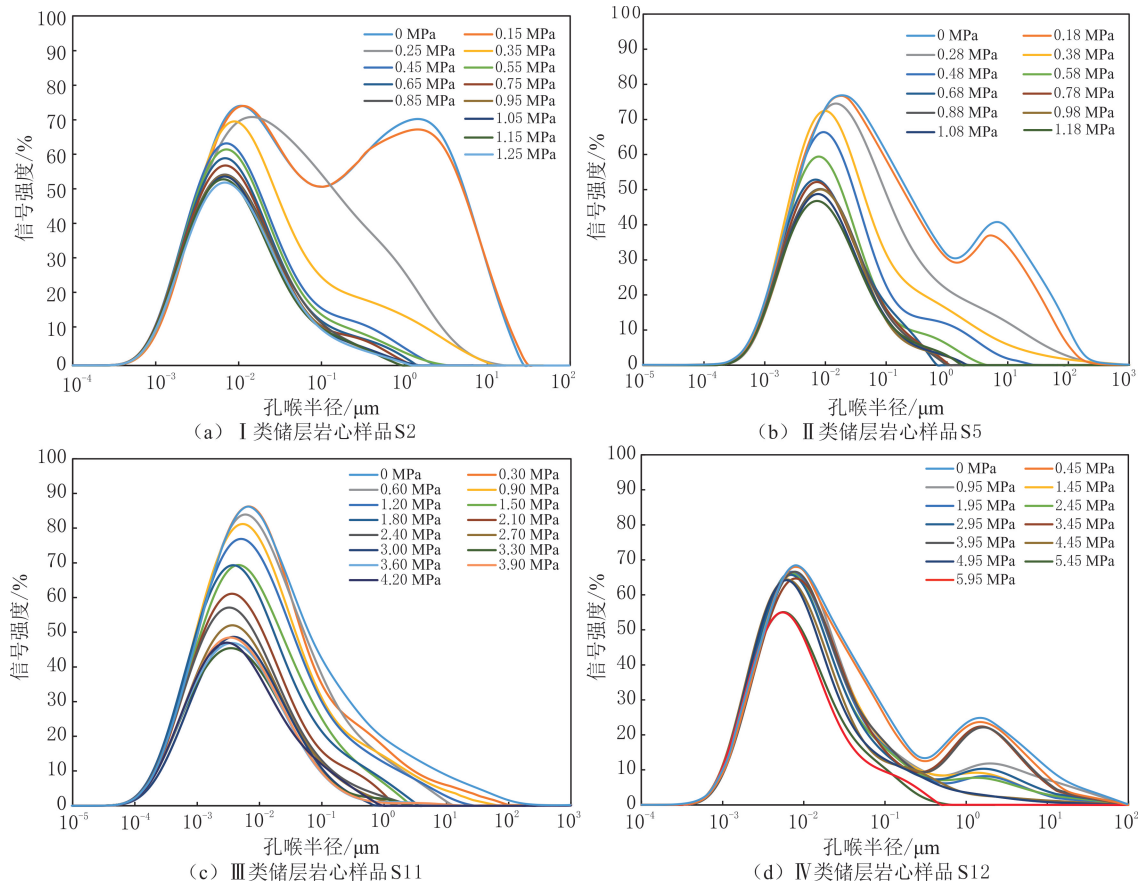 100
90
80
70
60
50
40
30
20
10
0
信号强度/%
0 MPa 0.15 MPa
0.25 MPa 0.35 MPa
0.45 MPa 0.55 MPa
0.65 MPa 0.75 MPa
0.85 MPa 0.95 MPa
1.05 MPa
1.15 MPa
1.25 MPa
10⁻⁴ 10⁻³ 10⁻² 10⁻¹ 10⁰ 10¹ 10²
孔喉半径/μm
(a) Ⅰ类储层岩心样品S2
100
90
80
70
60
50
40
30
20
10
0
信号强度/%
0 MPa 0.18 MPa
0.28 MPa 0.38 MPa
0.48 MPa 0.58 MPa
0.68 MPa 0.78 MPa
0.88 MPa 0.98 MPa
1.08 MPa 1.18 MPa
10⁻⁵ 10⁻⁴ 10⁻³ 10⁻² 10⁻¹ 10⁰ 10¹ 10² 10³
孔喉半径/μm
(b) Ⅱ类储层岩心样品S5
100
90
80
70
60
50
40
30
20
10
0
信号强度/%
0 MPa 0.30 MPa
0.60 MPa 0.90 MPa
1.20 MPa 1.50 MPa
1.80 MPa 2.10 MPa
2.40 MPa 2.70 MPa
3.00 MPa 3.30 MPa
3.60 MPa 3.90 MPa
4.20 MPa
10⁻⁵ 10⁻⁴ 10⁻³ 10⁻² 10⁻¹ 10⁰ 10¹ 10² 10³
孔喉半径/μm
(c) Ⅲ类储层岩心样品S11
100
90
80
70
60
50
40
30
20
10
0
信号强度/%
0 MPa 0.45 MPa
0.95 MPa 1.45 MPa
1.95 MPa 2.45 MPa
2.95 MPa 3.45 MPa
3.95 MPa 4.45 MPa
4.95 MPa 5.45 MPa
5.95 MPa
10⁻⁴ 10⁻³ 10⁻² 10⁻¹ 10⁰ 10¹ 10²
孔喉半径/μm
(d) Ⅳ类储层岩心样品S12